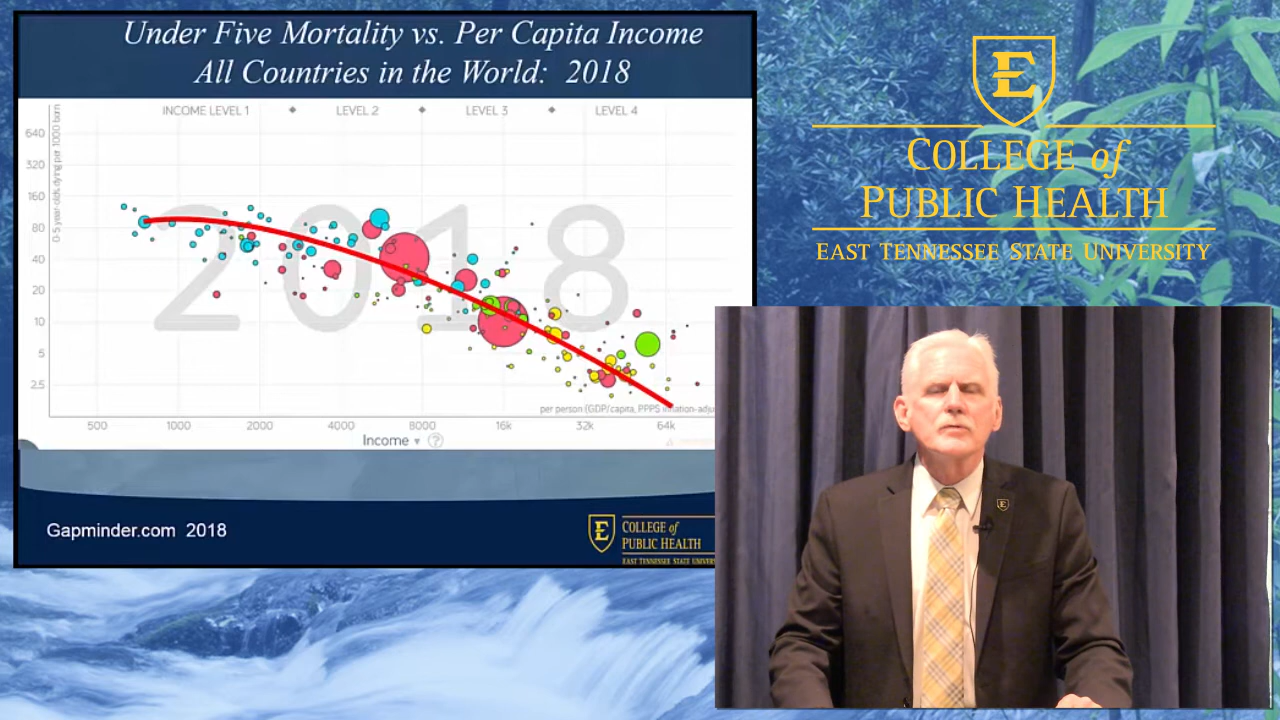 Under Five Mortality vs. Per Capita Income
All Countries in the World: 2018
INCOME LEVEL 1 ◆ LEVEL 2 ◆ LEVEL 3 ◆ LEVEL 4
0-5 year-olds dying per 1000 born
640
320
160
80
40
20
10
5
2.5
2018
per person (GDP/capita, PPP$ inflation-adju
500 1000 2000 4000 8000 16k 32k 64k
Income ▾ ?
Gapminder.com 2018
E
COLLEGE of
PUBLIC HEALTH
EAST TENNESSEE STATE UNIVER
E
COLLEGE of
PUBLIC HEALTH
EAST TENNESSEE STATE UNIVERSITY
E